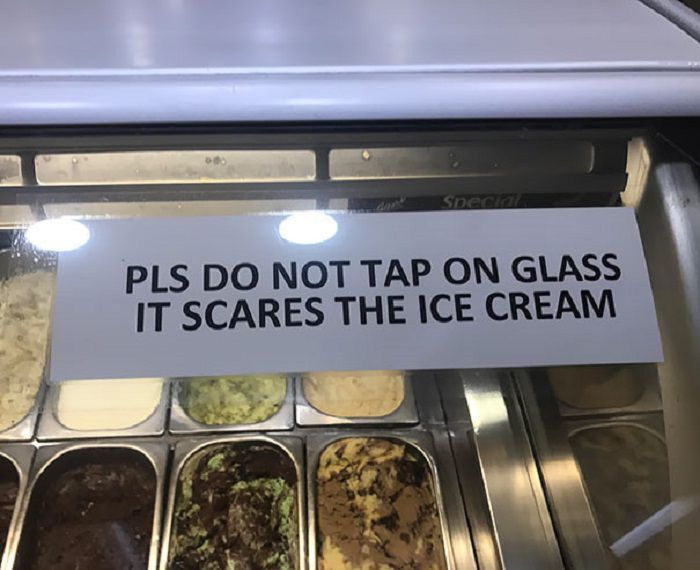 Special
PLS DO NOT TAP ON GLASS
IT SCARES THE ICE CREAM